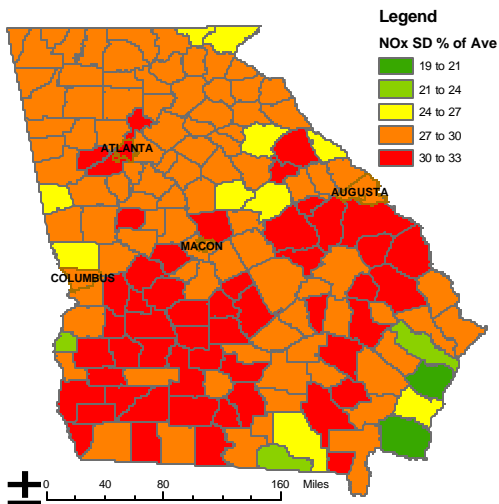 Legend
NOx SD % of Ave
19 to 21
21 to 24
24 to 27
27 to 30
30 to 33
ATLANTA
AUGUSTA
MACON
COLUMBUS
0 40 80 160 Miles